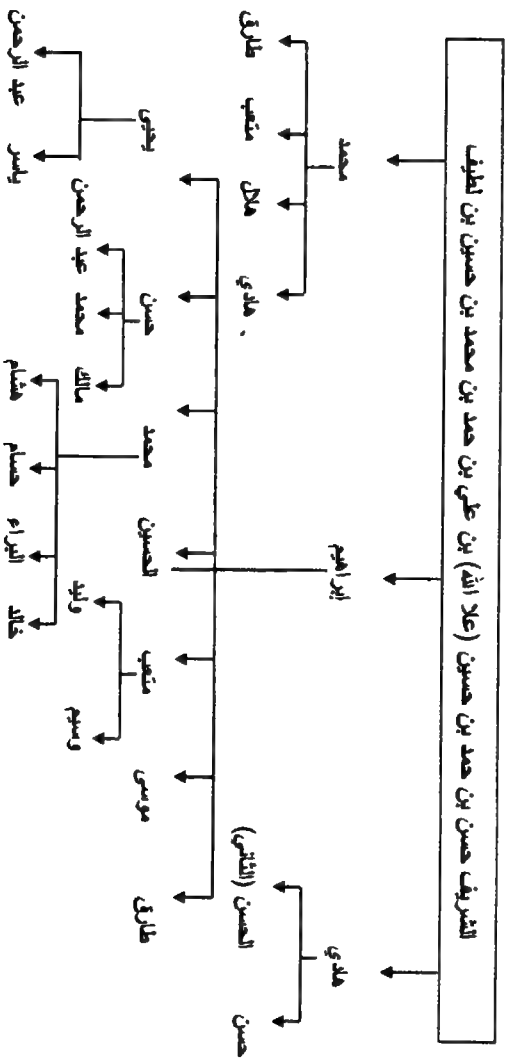 الشريف حسن بن حمد بن حسين (علا الله) بن علي بن حمد بن محمد بن حسين بن لطيف
هادي
ابراهيم
محمد
حسن
الحسن (الثاني)
هادي .
هلال
متعب
طارق
طارق
موسى
متعب
الحسين
محمد
حسن
يحيى
وسيم
وليد
مالك
محمد
عبد الرحمن
خالد
البراء
حسام
هشام
ياسر
عبد الرحمن